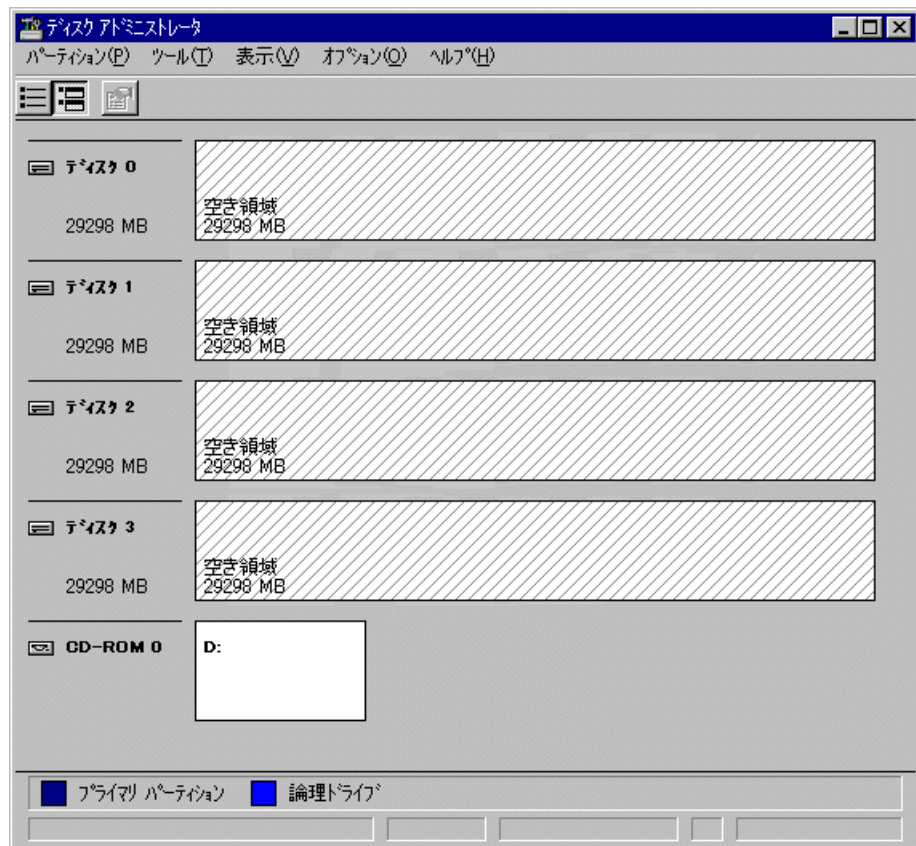 ﾃﾞｨｽｸ ｱﾄﾞﾐﾆｽﾄﾚｰﾀ
ﾊﾟｰﾃｨｼｮﾝ(P) ﾂｰﾙ(T) 表示(V) ｵﾌﾟｼｮﾝ(O) ﾍﾙﾌﾟ(H)
ﾃﾞｨｽｸ 0
29298 MB
空き領域
29298 MB
ﾃﾞｨｽｸ 1
29298 MB
空き領域
29298 MB
ﾃﾞｨｽｸ 2
29298 MB
空き領域
29298 MB
ﾃﾞｨｽｸ 3
29298 MB
空き領域
29298 MB
CD-ROM 0
D:
ﾌﾟﾗｲﾏﾘ ﾊﾟｰﾃｨｼｮﾝ 論理ﾄﾞﾗｲﾌﾞ